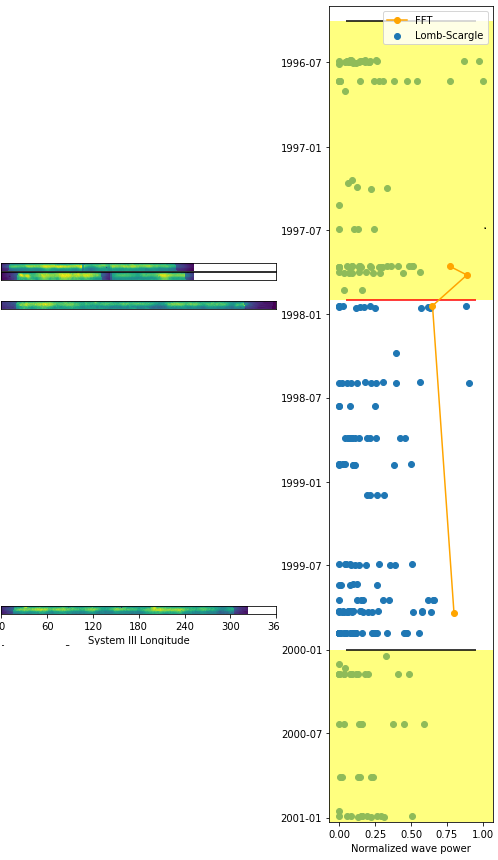 FFT
Lomb-Scargle
1996-07
1997-01
1997-07
1998-01
1998-07
1999-01
1999-07
2000-01
2000-07
2001-01
0.00 0.25 0.50 0.75 1.00
Normalized wave power
0 60 120 180 240 300 36
System III Longitude